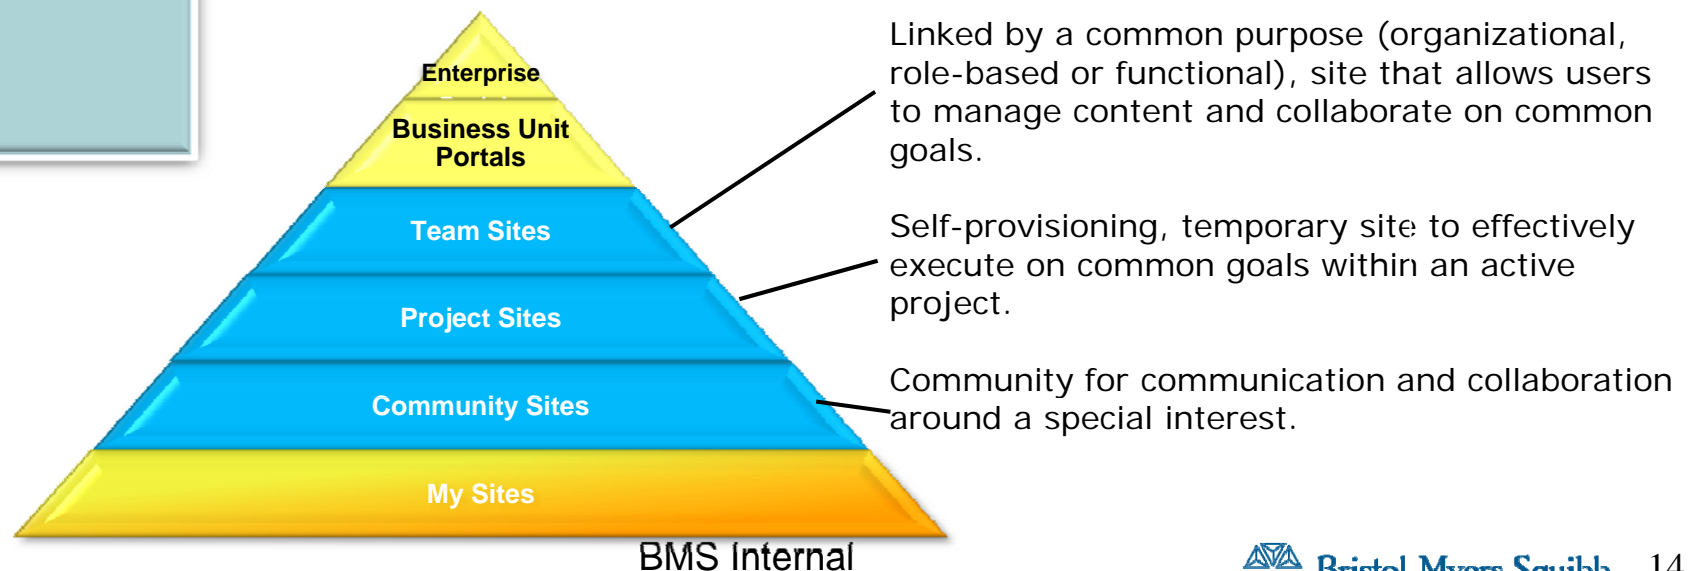 Enterprise
Business Unit
Portals
Team Sites
Project Sites
Community Sites
My Sites
Linked by a common purpose (organizational,
role-based or functional), site that allows users
to manage content and collaborate on common
goals.
Self-provisioning, temporary site to effectively
execute on common goals within an active
project.
Community for communication and collaboration
around a special interest.
BMS Internal
Bristol-Myers Squibb 14